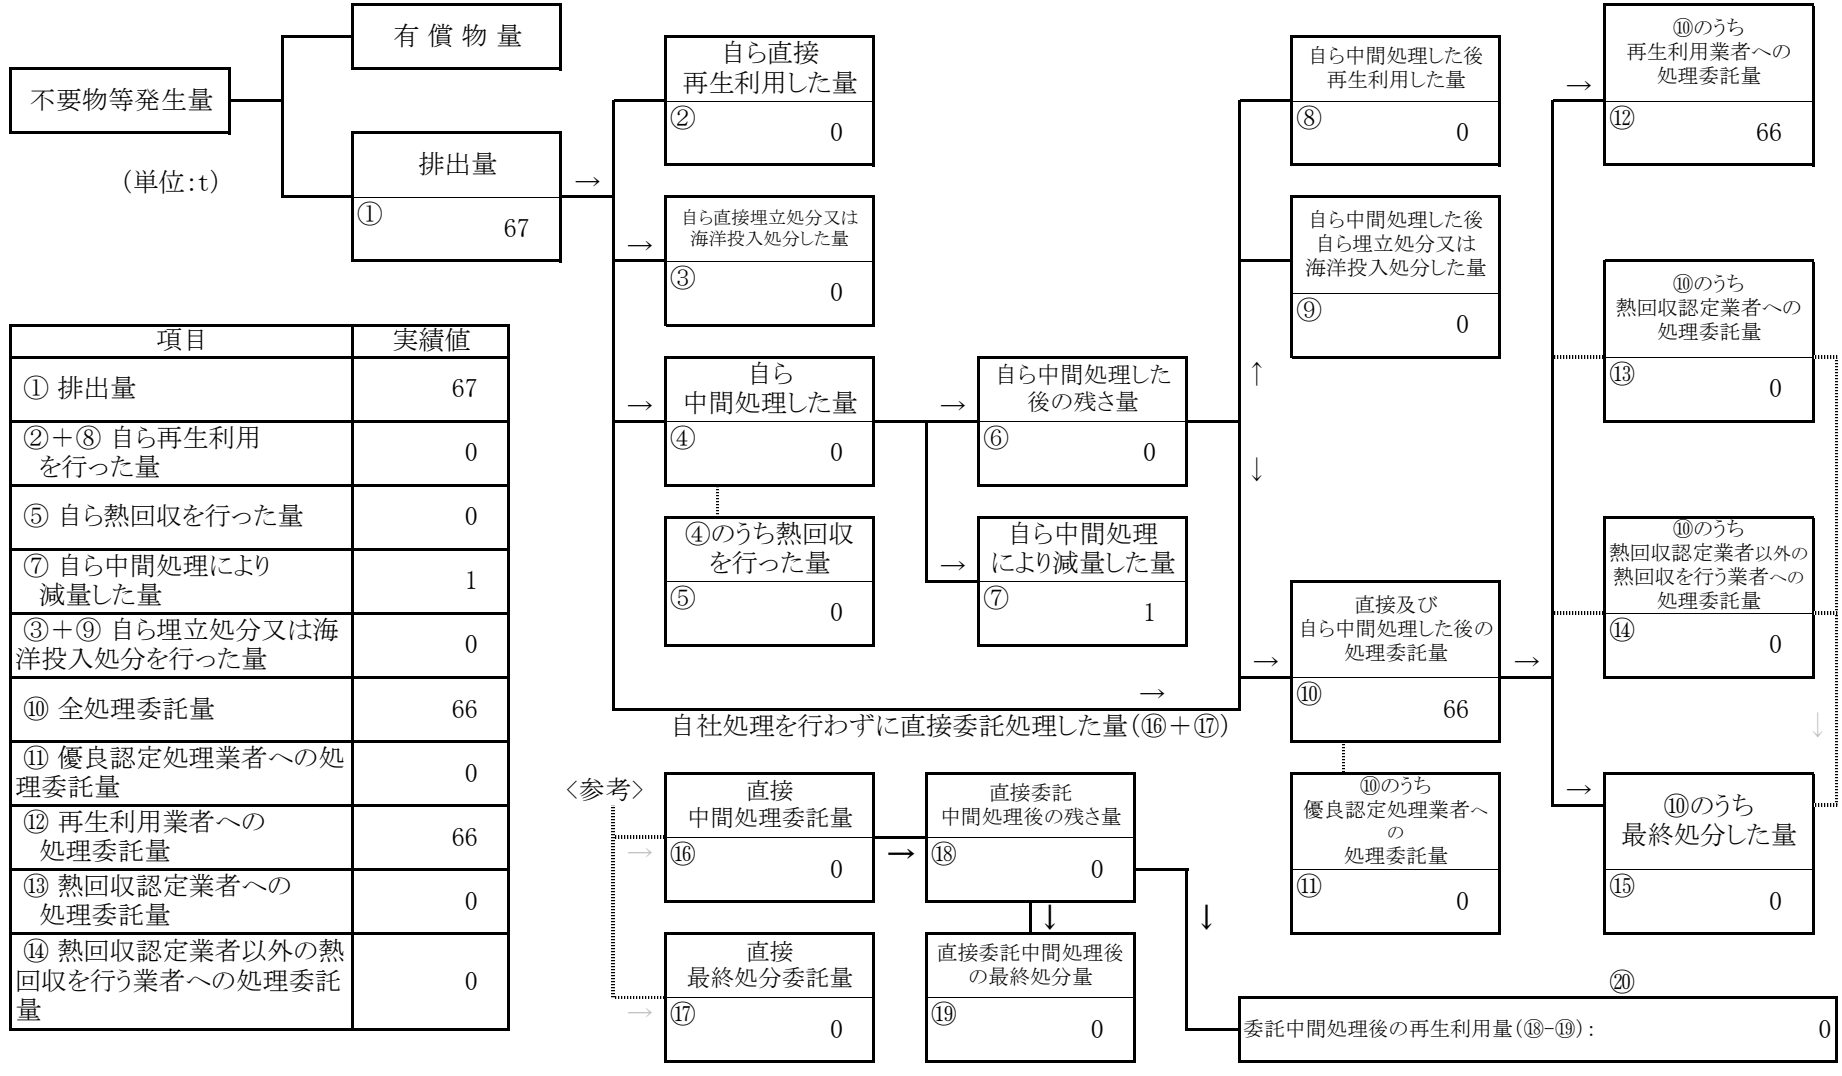 不要物等発生量
(単位:t)
有 償 物 量
排出量
①
67
→
自ら直接
再生利用した量
②
0
→
自ら直接埋立処分又は
海洋投入処分した量
③
0
→
自ら
中間処理した量
④
0
④のうち熱回収
を行った量
⑤
0
→
自ら中間処理した
後の残さ量
⑥
0
→
自ら中間処理
により減量した量
⑦
1
↑
↓
自ら中間処理した後
再生利用した量
⑧
0
自ら中間処理した後
自ら埋立処分又は
海洋投入処分した量
⑨
0
→
直接及び
自ら中間処理した後の
処理委託量
⑩
66
⑩のうち
優良認定処理業者へ
の
処理委託量
⑪
0
→
→
⑩のうち
再生利用業者への
処理委託量
⑫
66
⑩のうち
熱回収認定業者への
処理委託量
⑬
0
⑩のうち
熱回収認定業者以外の
熱回収を行う業者への
処理委託量
⑭
0
↓
→
⑩のうち
最終処分した量
⑮
0
→
自社処理を行わずに直接委託処理した量(⑯+⑰)
<参考>
→
直接
中間処理委託量
⑯
0
→
直接
最終処分委託量
⑰
0
→
直接委託
中間処理後の残さ量
⑱
0
↓
直接委託中間処理後
の最終処分量
⑲
0
↓
⑳
委託中間処理後の再生利用量(⑱-⑲): 0
項目 実績値
① 排出量 67
②+⑧ 自ら再生利用
を行った量 0
⑤ 自ら熱回収を行った量 0
⑦ 自ら中間処理により
減量した量 1
③+⑨ 自ら埋立処分又は海
洋投入処分を行った量 0
⑩ 全処理委託量 66
⑪ 優良認定処理業者への処
理委託量 0
⑫ 再生利用業者への
処理委託量 66
⑬ 熱回収認定業者への
処理委託量 0
⑭ 熱回収認定業者以外の熱
回収を行う業者への処理委託
量 0